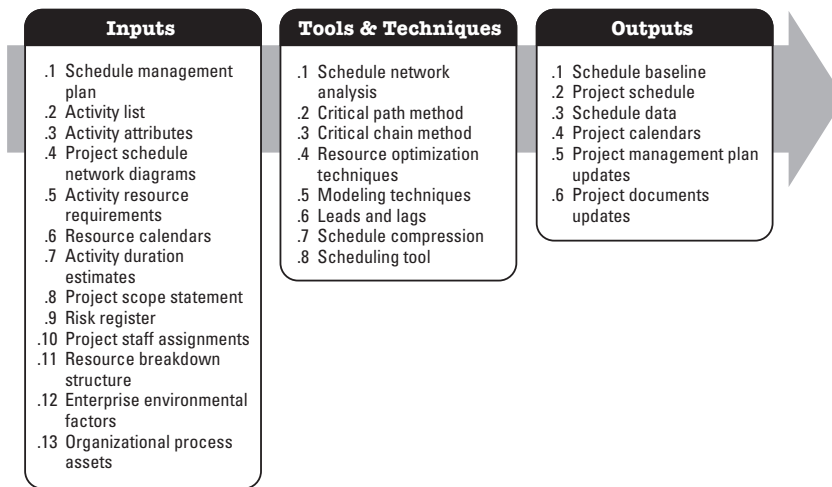 Inputs
.1 Schedule management
plan
.2 Activity list
.3 Activity attributes
.4 Project schedule
network diagrams
.5 Activity resource
requirements
.6 Resource calendars
.7 Activity duration
estimates
.8 Project scope statement
.9 Risk register
.10 Project staff assignments
.11 Resource breakdown
structure
.12 Enterprise environmental
factors
.13 Organizational process
assets
Tools & Techniques
.1 Schedule network
analysis
.2 Critical path method
.3 Critical chain method
.4 Resource optimization
techniques
.5 Modeling techniques
.6 Leads and lags
.7 Schedule compression
.8 Scheduling tool
Outputs
.1 Schedule baseline
.2 Project schedule
.3 Schedule data
.4 Project calendars
.5 Project management plan
updates
.6 Project documents
updates